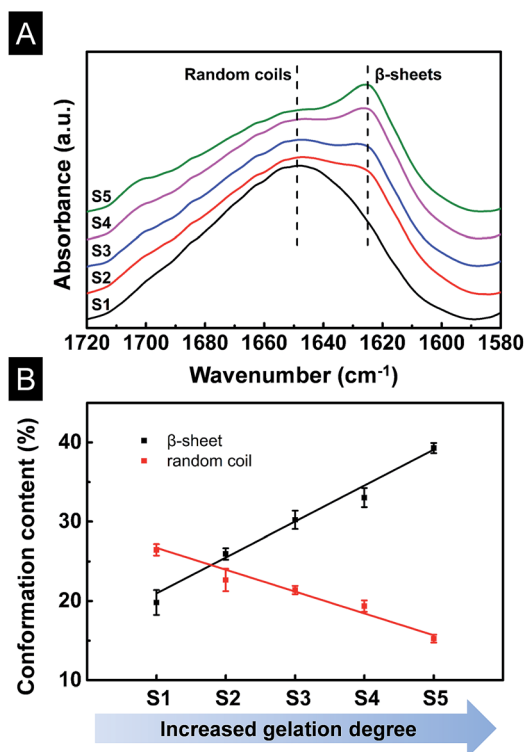 A
Random coils
β-sheets
Absorbance (a.u.)
S5
S4
S3
S2
S1
1720 1700 1680 1660 1640 1620 1600 1580
Wavenumber (cm-1)
B
Conformation content (%)
40
30
20
10
β-sheet
random coil
S1 S2 S3 S4 S5
Increased gelation degree